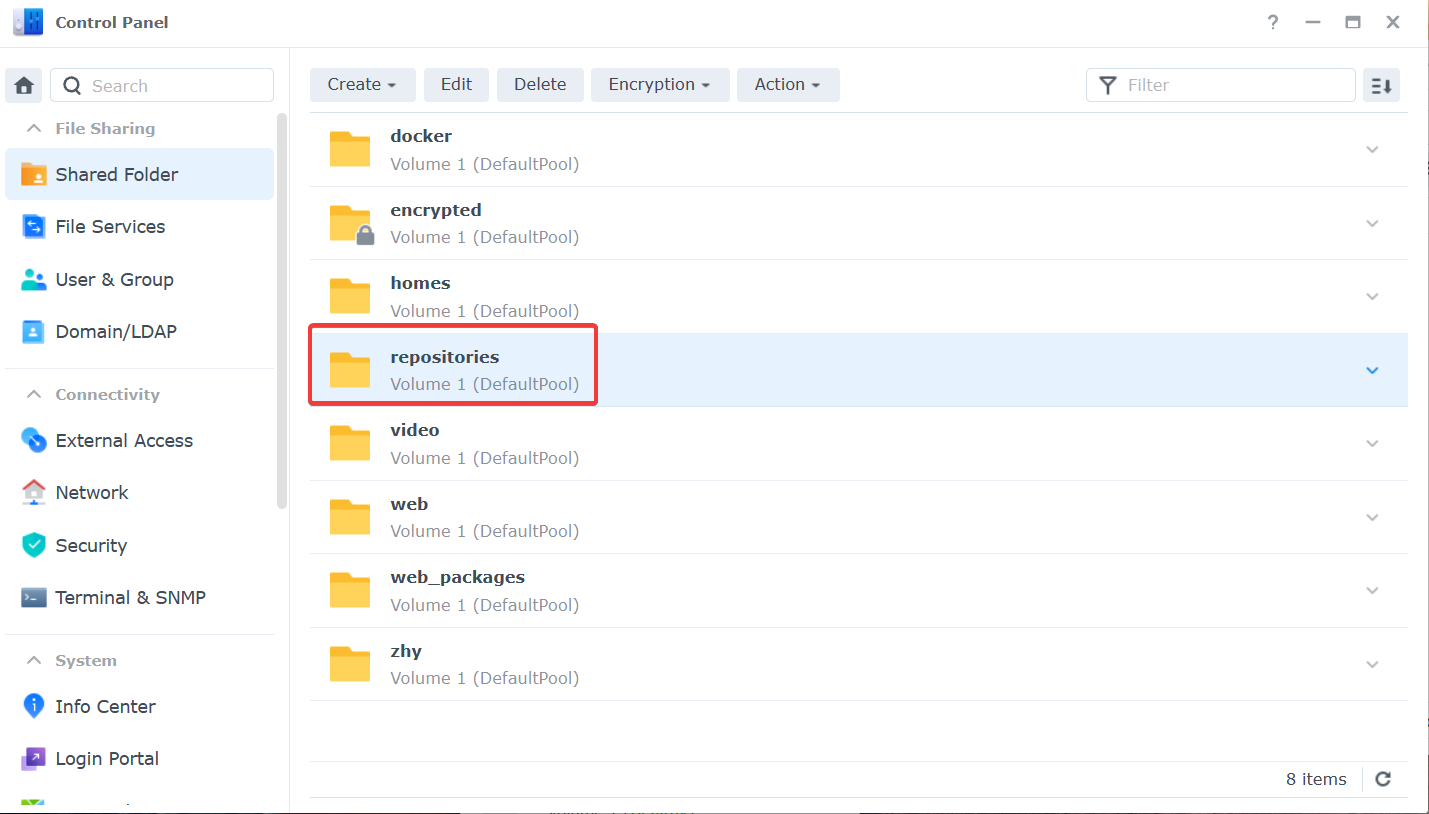 Control Panel
?
Search
File Sharing
Shared Folder
File Services
User & Group
Domain/LDAP
Connectivity
External Access
Network
Security
Terminal & SNMP
System
Info Center
Login Portal
Create
Edit
Delete
Encryption
Action
Filter
docker
Volume 1 (DefaultPool)
encrypted
Volume 1 (DefaultPool)
homes
Volume 1 (DefaultPool)
repositories
Volume 1 (DefaultPool)
video
Volume 1 (DefaultPool)
web
Volume 1 (DefaultPool)
web_packages
Volume 1 (DefaultPool)
zhy
Volume 1 (DefaultPool)
8 items